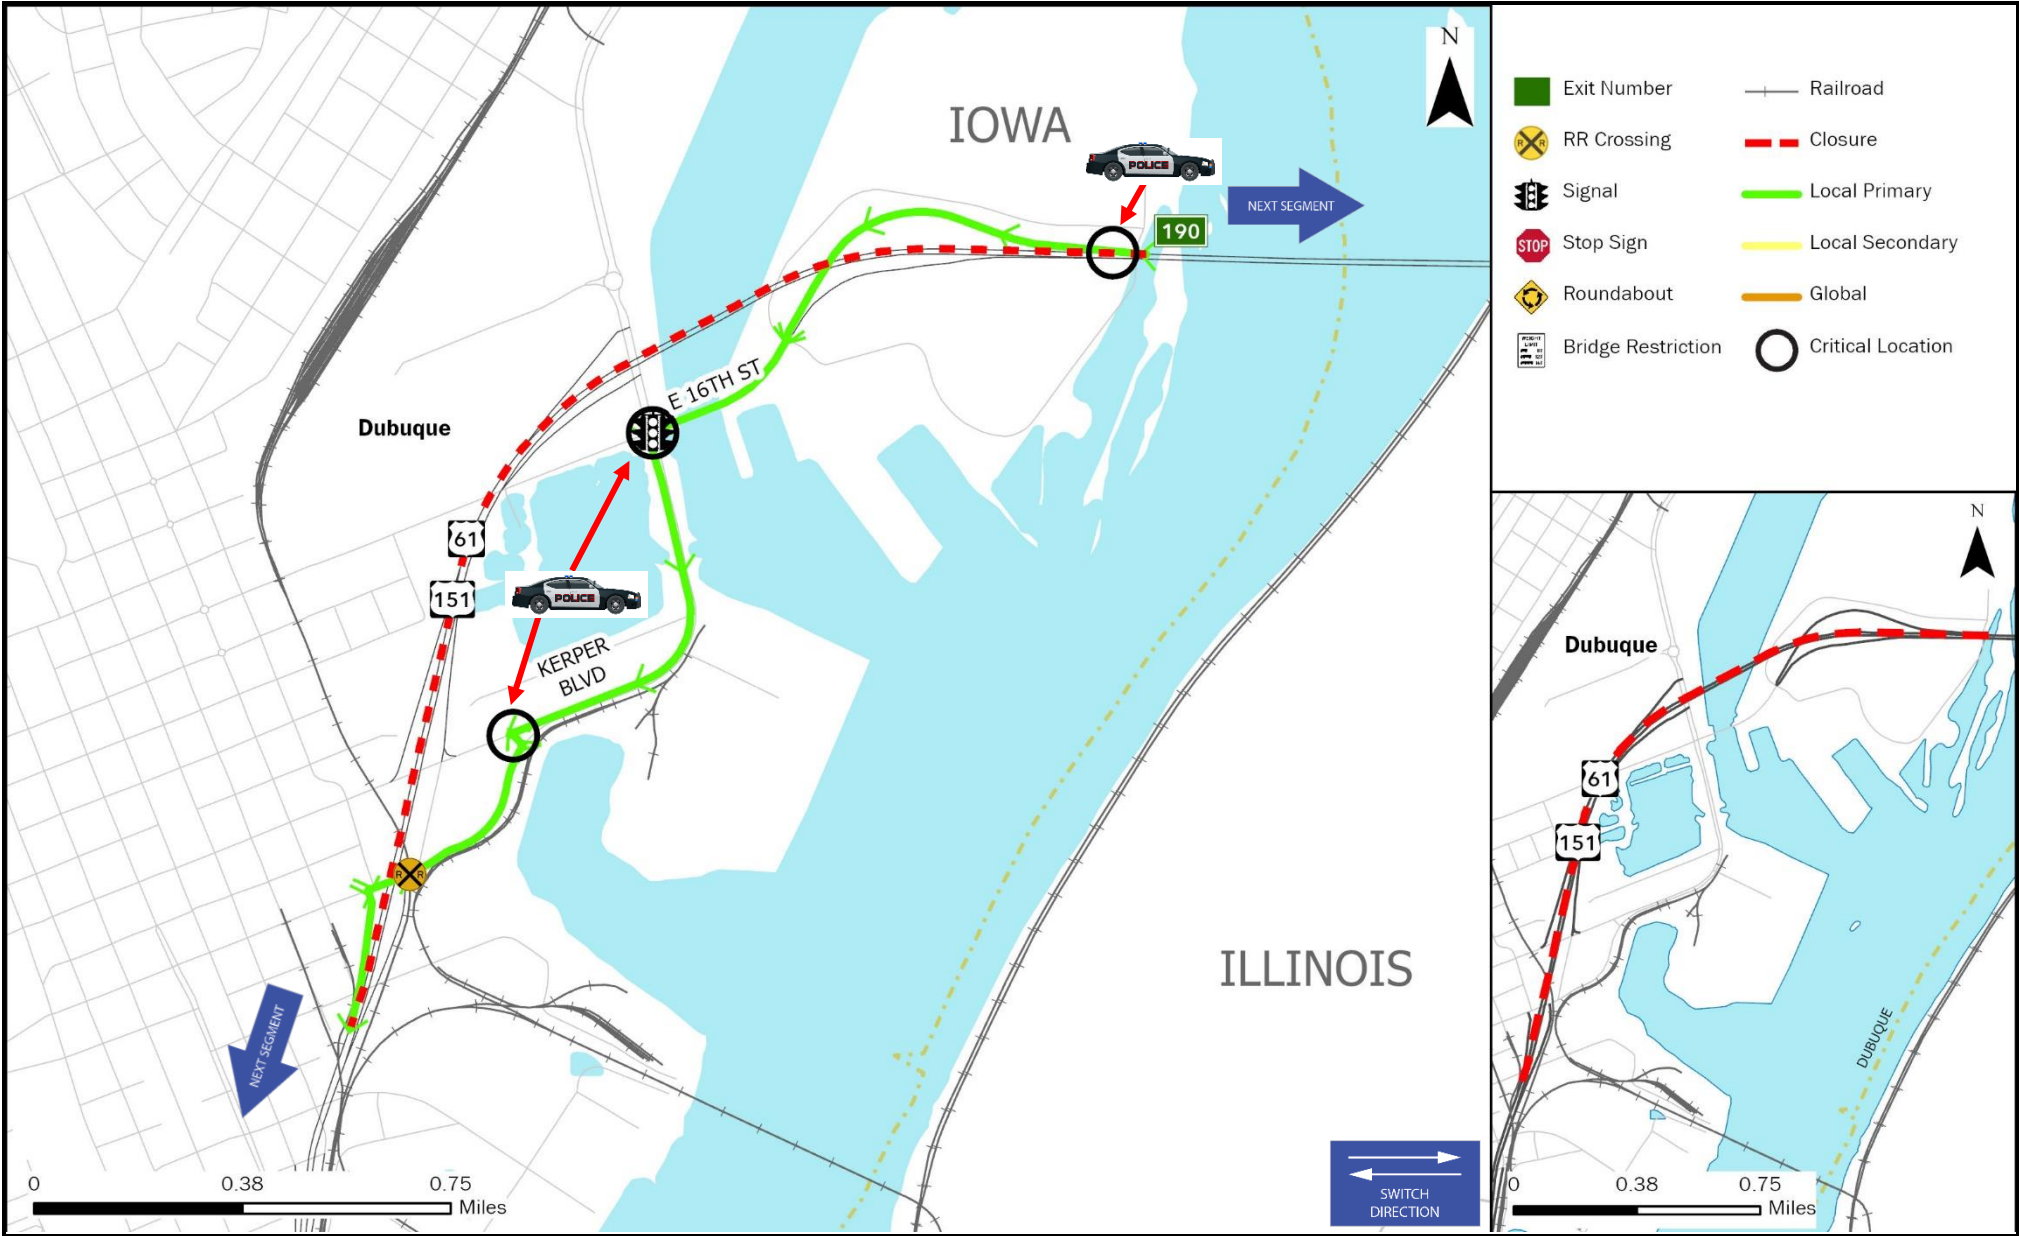 IOWA
N
POLICE
NEXT SEGMENT
190
E 16TH ST
Dubuque
61
151
POLICE
KERPER
BLVD
R R
ILLINOIS
NEXT SEGMENT
0 0.38 0.75
Miles
SWITCH
DIRECTION
Exit Number
Railroad
R R
RR Crossing
Closure
Signal
Local Primary
STOP
Stop Sign
Local Secondary
Roundabout
Global
WEIGHT
LIMIT
Bridge Restriction
Critical Location
N
Dubuque
61
151
DUBUQUE
0 0.38 0.75
Miles